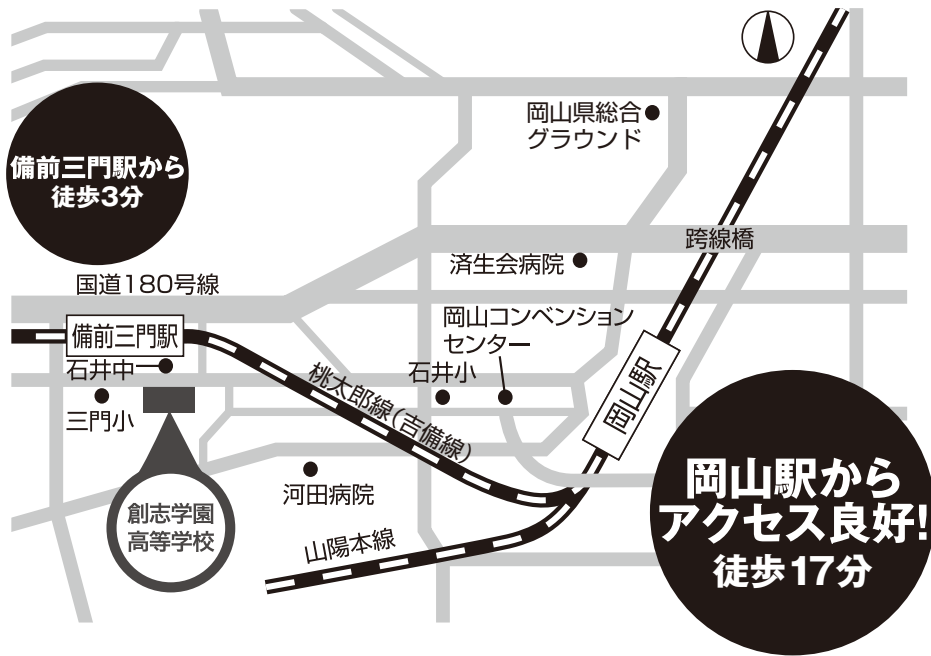 岡山県総合
グラウンド
備前三門駅から
徒歩3分
跨線橋
済生会病院
国道180号線
岡山コンベンション
センター
備前三門駅
石井中
桃太郎線(吉備線)
石井小
岡山駅
三門小
河田病院
創志学園
高等学校
山陽本線
岡山駅から
アクセス良好!
徒歩17分